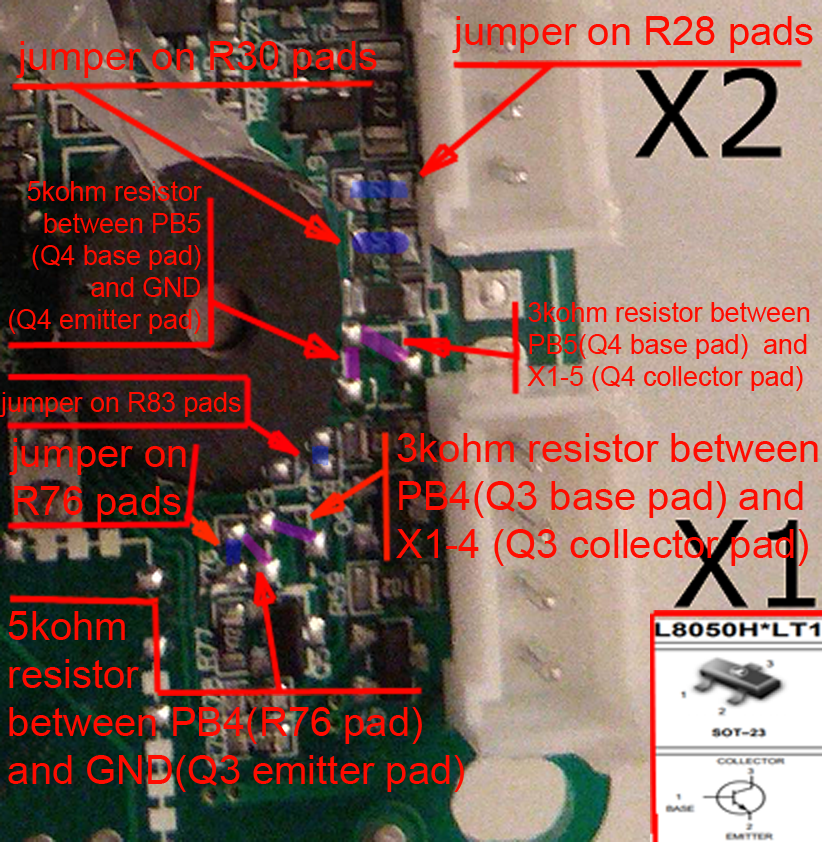 jumper on R30 pads
jumper on R28 pads
X2
5kohm resistor
between PB5
(Q4 base pad)
and GND
(Q4 emitter pad)
3kohm resistor between
PB5(Q4 base pad)  and
X1-5 (Q4 collector pad)
jumper on R83 pads
jumper on
R76 pads
3kohm resistor between
PB4(Q3 base pad) and
X1-4 (Q3 collector pad)
X1
5kohm
resistor
between PB4(R76 pad)
and GND(Q3 emitter pad)
R59
R77
L8050H*LT1
3
1
2
SOT-23
COLLECTOR
3
1
BASE
2
EMITTER